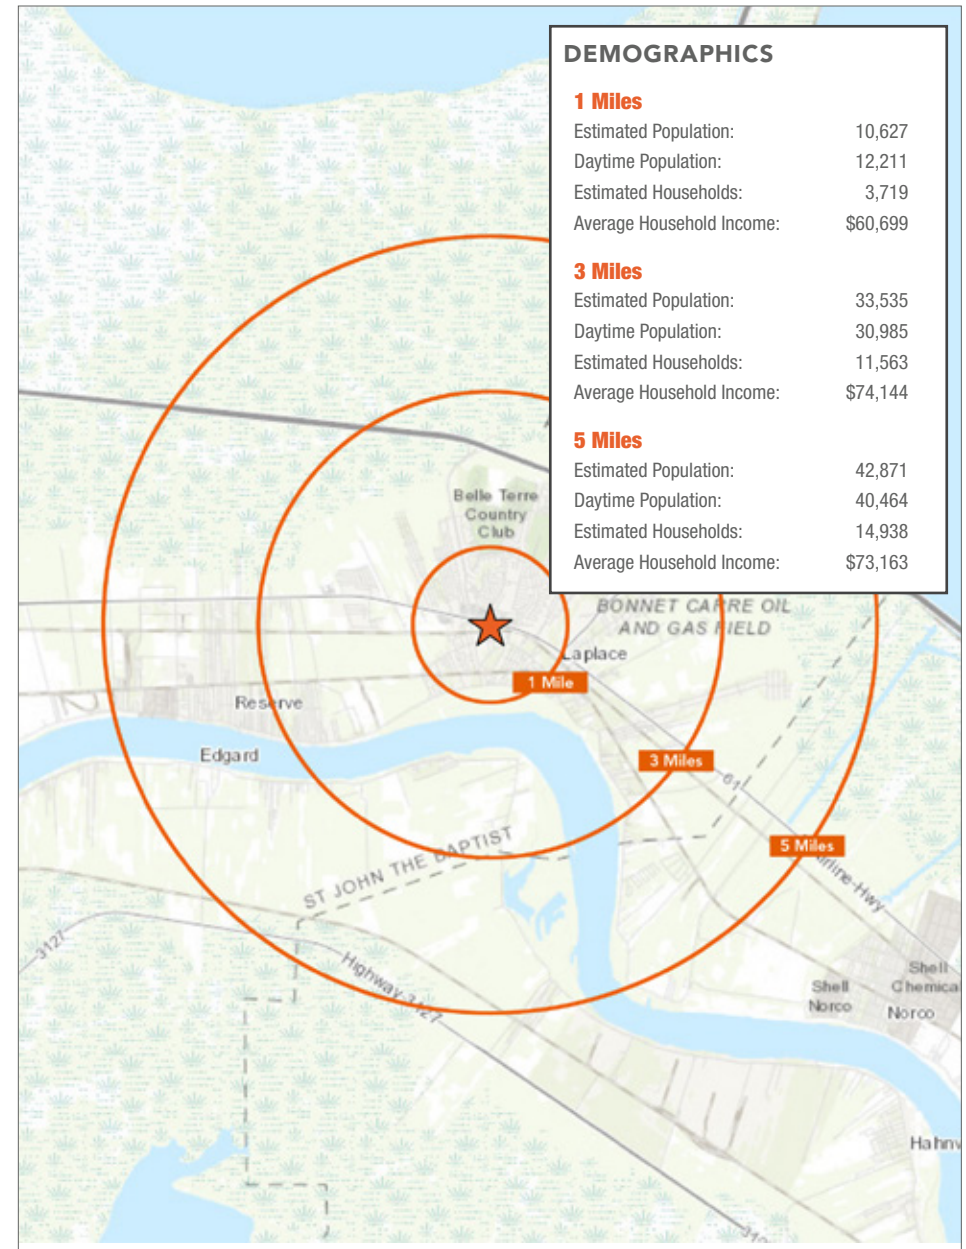 DEMOGRAPHICS
1 Miles
Estimated Population: 10,627
Daytime Population: 12,211
Estimated Households: 3,719
Average Household Income: $60,699
3 Miles
Estimated Population: 33,535
Daytime Population: 30,985
Estimated Households: 11,563
Average Household Income: $74,144
5 Miles
Estimated Population: 42,871
Daytime Population: 40,464
Estimated Households: 14,938
Average Household Income: $73,163
Belle Terre
Country
Club
BONNET CARRE OIL
AND GAS FIELD
Laplace
1 Mile
Reserve
Edgard
3 Miles
61
5 Miles
Airline-Hwy
ST JOHN THE BAPTIST
3127
Highway-3127
Shell
Norco
Shell
Chemical
Norco
Hahnv
310